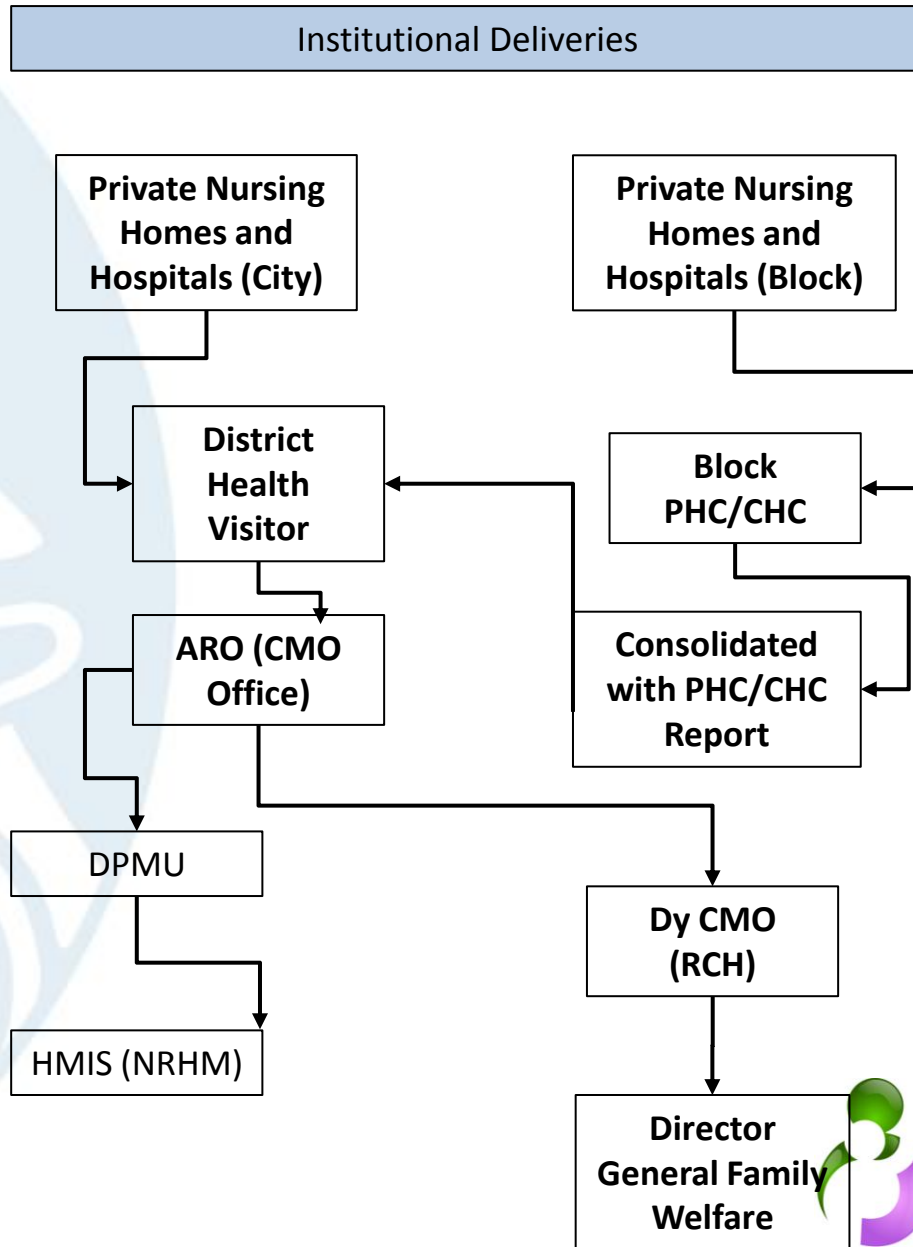 Institutional Deliveries
Private Nursing
Homes and
Hospitals (City)
Private Nursing
Homes and
Hospitals (Block)
District
Health
Visitor
Block
PHC/CHC
ARO (CMO
Office)
Consolidated
with PHC/CHC
Report
DPMU
Dy CMO
(RCH)
HMIS (NRHM)
Director
General Family
Welfare